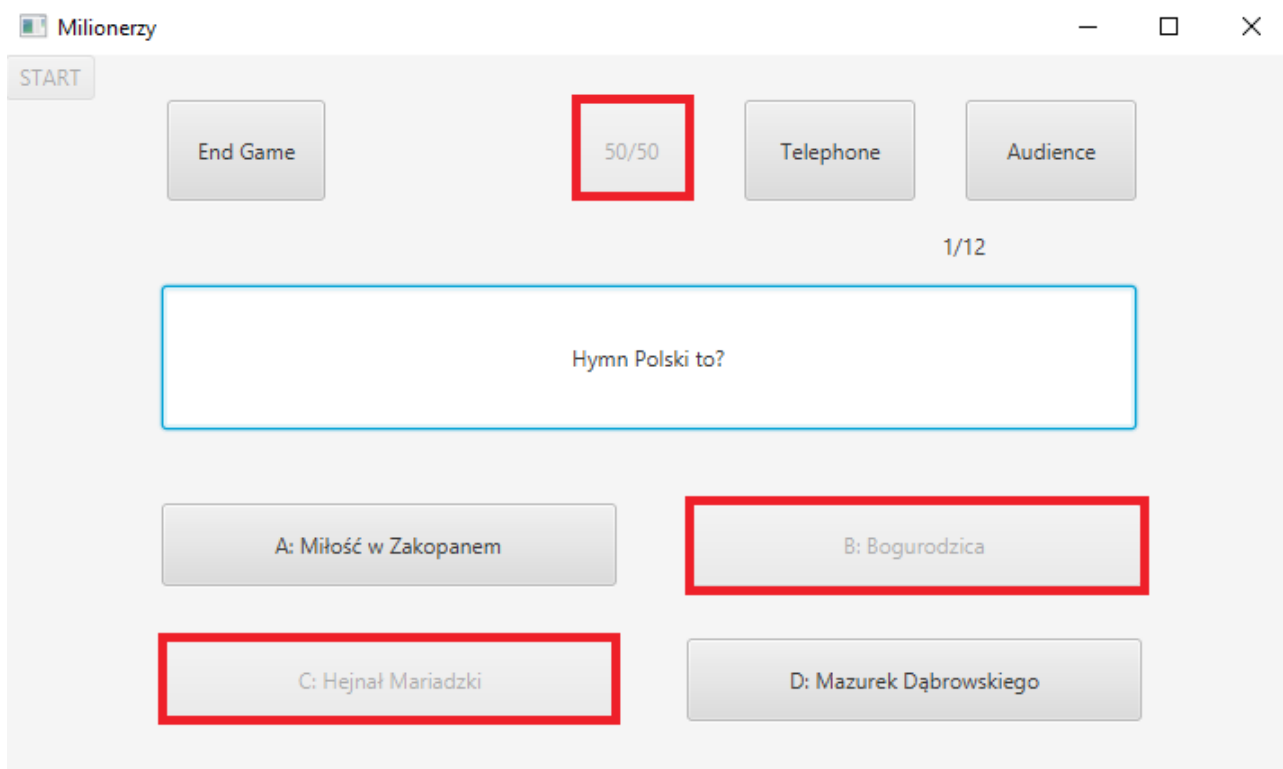 Milionerzy
START
End Game
50/50
Telephone
Audience
1/12
Hymn Polski to?
A: Miłość w Zakopanem
B: Bogurodzica
C: Hejnał Mariadzki
D: Mazurek Dąbrowskiego